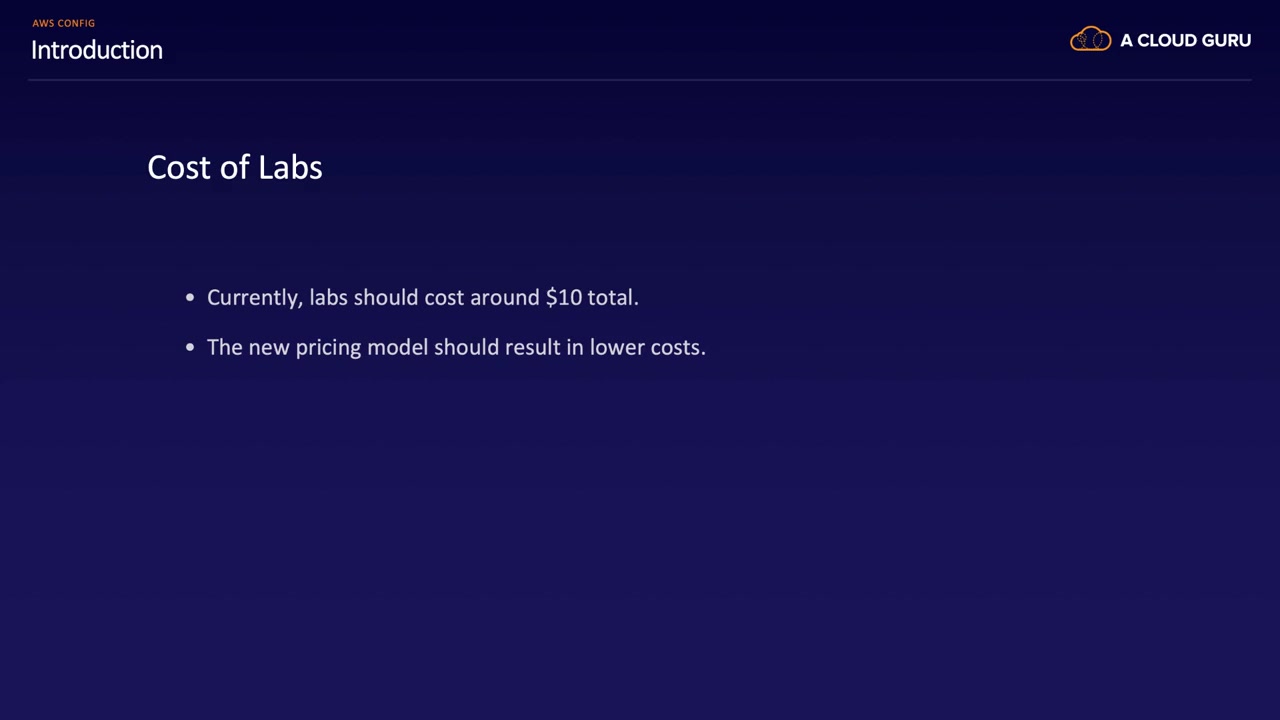 AWS CONFIG
Introduction
A CLOUD GURU
Cost of Labs
• Currently, labs should cost around $10 total.
• The new pricing model should result in lower costs.